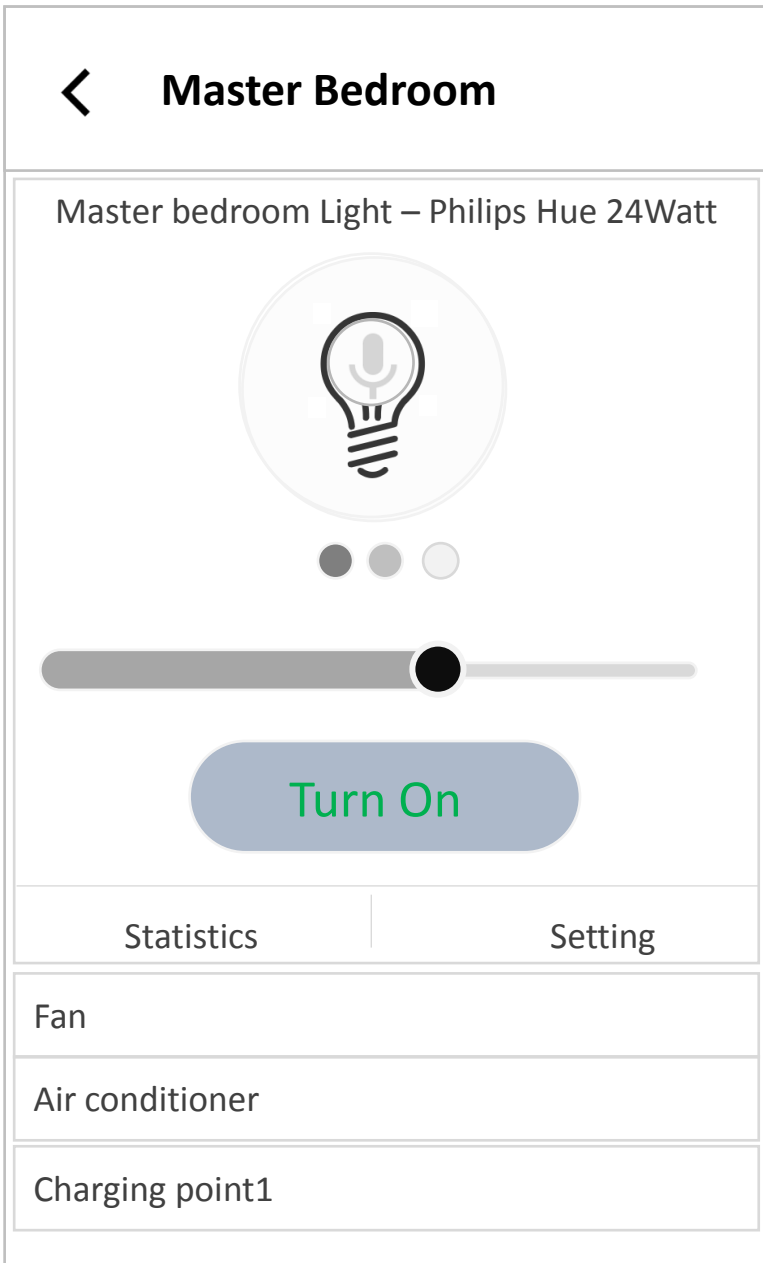 Master Bedroom
Master bedroom Light – Philips Hue 24Watt
Turn On
Statistics
Setting
Fan
Air conditioner
Charging point1